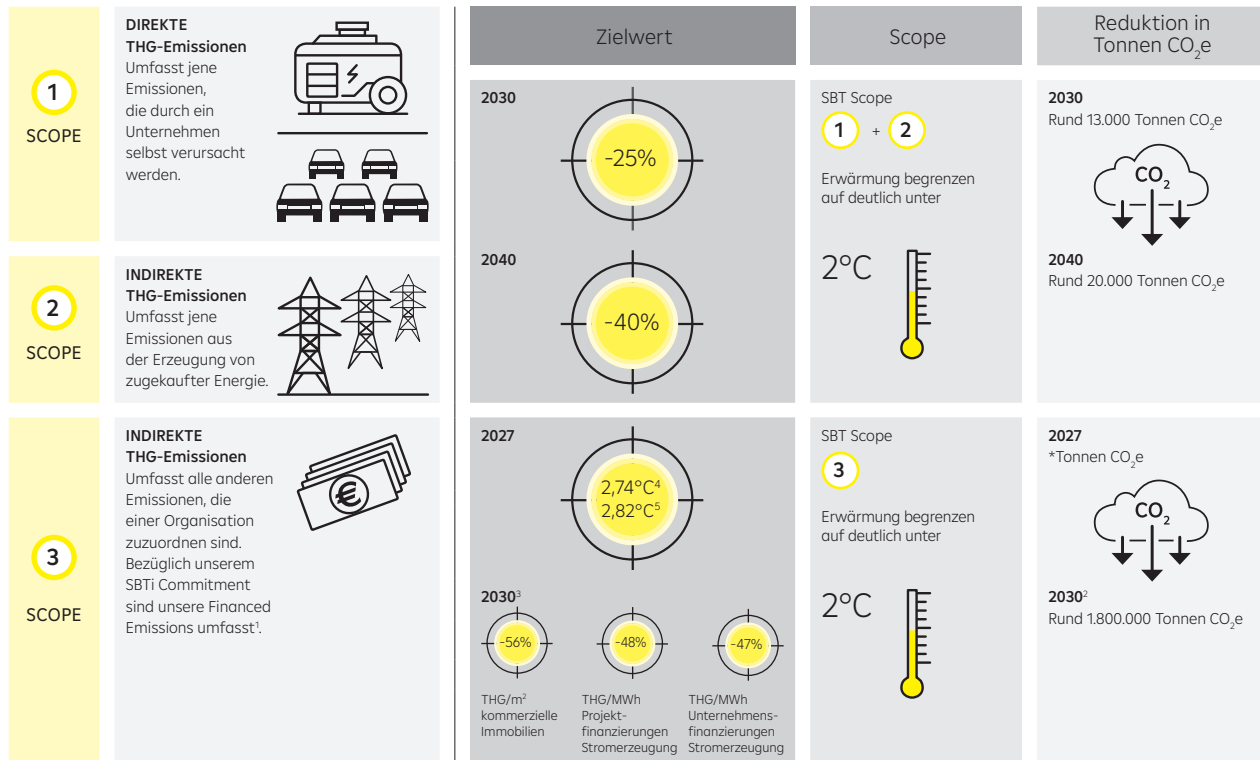 1
SCOPE
DIREKTE
THG-Emissionen
Umfasst jene
Emissionen,
die durch ein
Unternehmen
selbst verursacht
werden.
2
SCOPE
INDIREKTE
THG-Emissionen
Umfasst jene
Emissionen aus
der Erzeugung von
zugekaufter Energie.
3
SCOPE
INDIREKTE
THG-Emissionen
Umfasst alle anderen
Emissionen, die
einer Organisation
zuzuordnen sind.
Bezüglich unserem
SBTi Commitment
sind unsere Financed
Emissions umfasst¹.
€
Zielwert
Scope
Reduktion in
Tonnen CO₂e
2030
-25%
2040
-40%
SBT Scope
1 + 2
Erwärmung begrenzen
auf deutlich unter
2°C
2030
Rund 13.000 Tonnen CO₂e
CO₂
2040
Rund 20.000 Tonnen CO₂e
2027
2,74°C⁴
2,82°C⁵
2030³
-56%
-48%
-47%
THG/m²
kommerzielle
Immobilien
THG/MWh
Projekt-
finanzierungen
Stromerzeugung
THG/MWh
Unternehmens-
finanzierungen
Stromerzeugung
SBT Scope
3
Erwärmung begrenzen
auf deutlich unter
2°C
2027
*Tonnen CO₂e
CO₂
2030²
Rund 1.800.000 Tonnen CO₂e